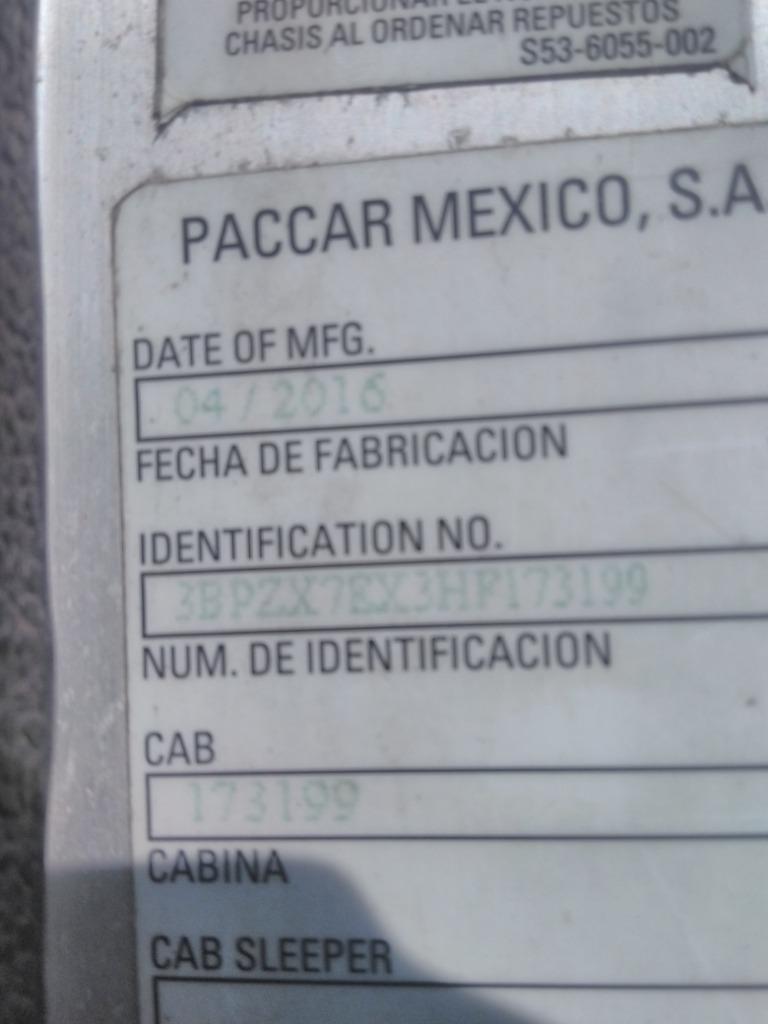 PROPORCIONAR
CHASIS AL ORDENAR REPUESTOS
S53-6055-002
PACCAR MEXICO, S.A
DATE OF MFG.
04/2016
FECHA DE FABRICACION
IDENTIFICATION NO.
3BPZX7EX3HF173199
NUM. DE IDENTIFICACION
CAB
173199
CABINA
CAB SLEEPER